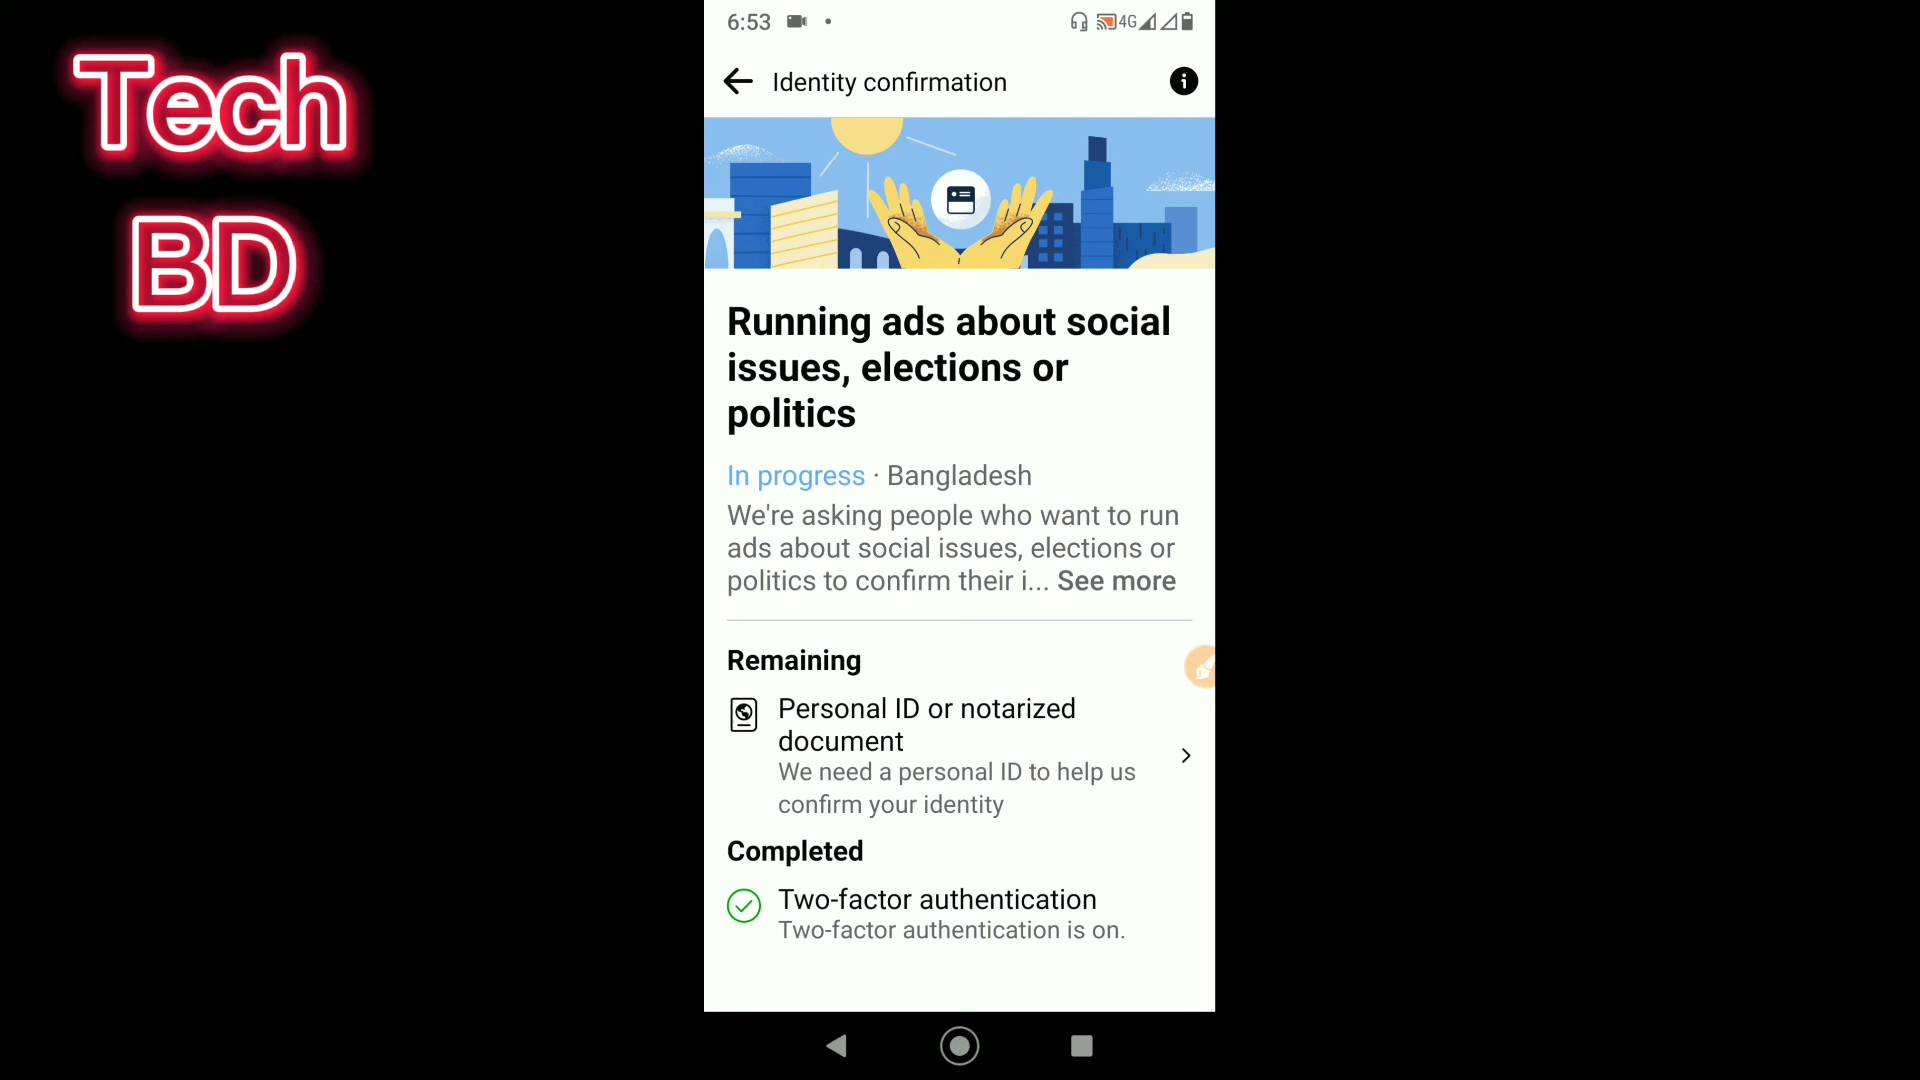 Tech
BD
6:53
4G
Identity confirmation
Running ads about social
issues, elections or
politics
In progress · Bangladesh
We're asking people who want to run
ads about social issues, elections or
politics to confirm their i... See more
Remaining
Personal ID or notarized
document
We need a personal ID to help us
confirm your identity
Completed
Two-factor authentication
Two-factor authentication is on.